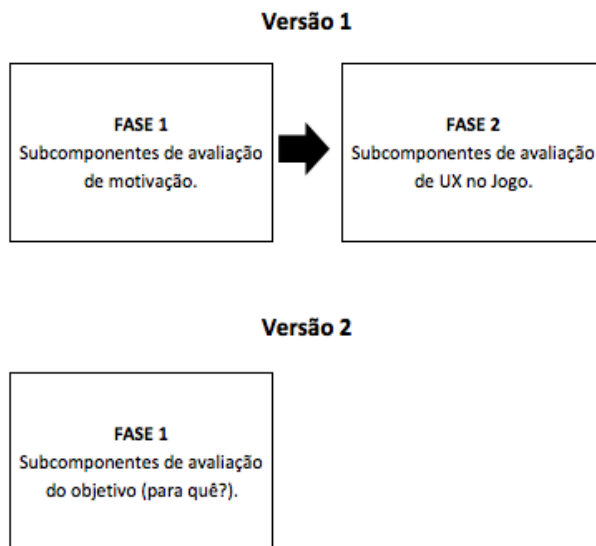 Versão 1
FASE 1
Subcomponentes de avaliação
de motivação.
FASE 2
Subcomponentes de avaliação
de UX no Jogo.
Versão 2
FASE 1
Subcomponentes de avaliação
do objetivo (para quê?).